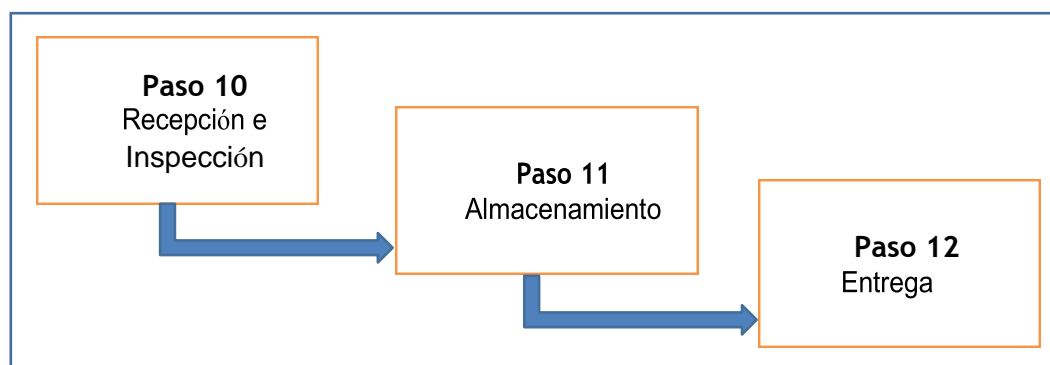 Paso 10
Recepción e
Inspección
Paso 11
Almacenamiento
Paso 12
Entrega